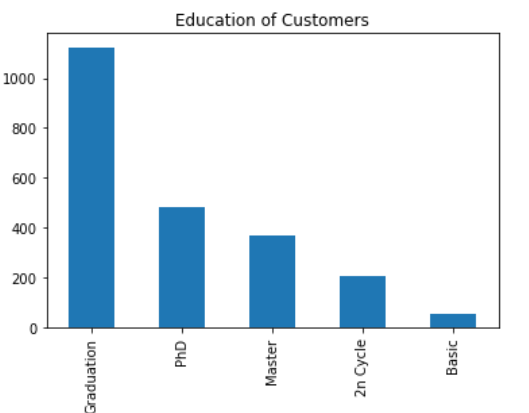 Education of Customers
1000
800
600
400
200
0
Graduation
PhD
Master
2n Cycle
Basic